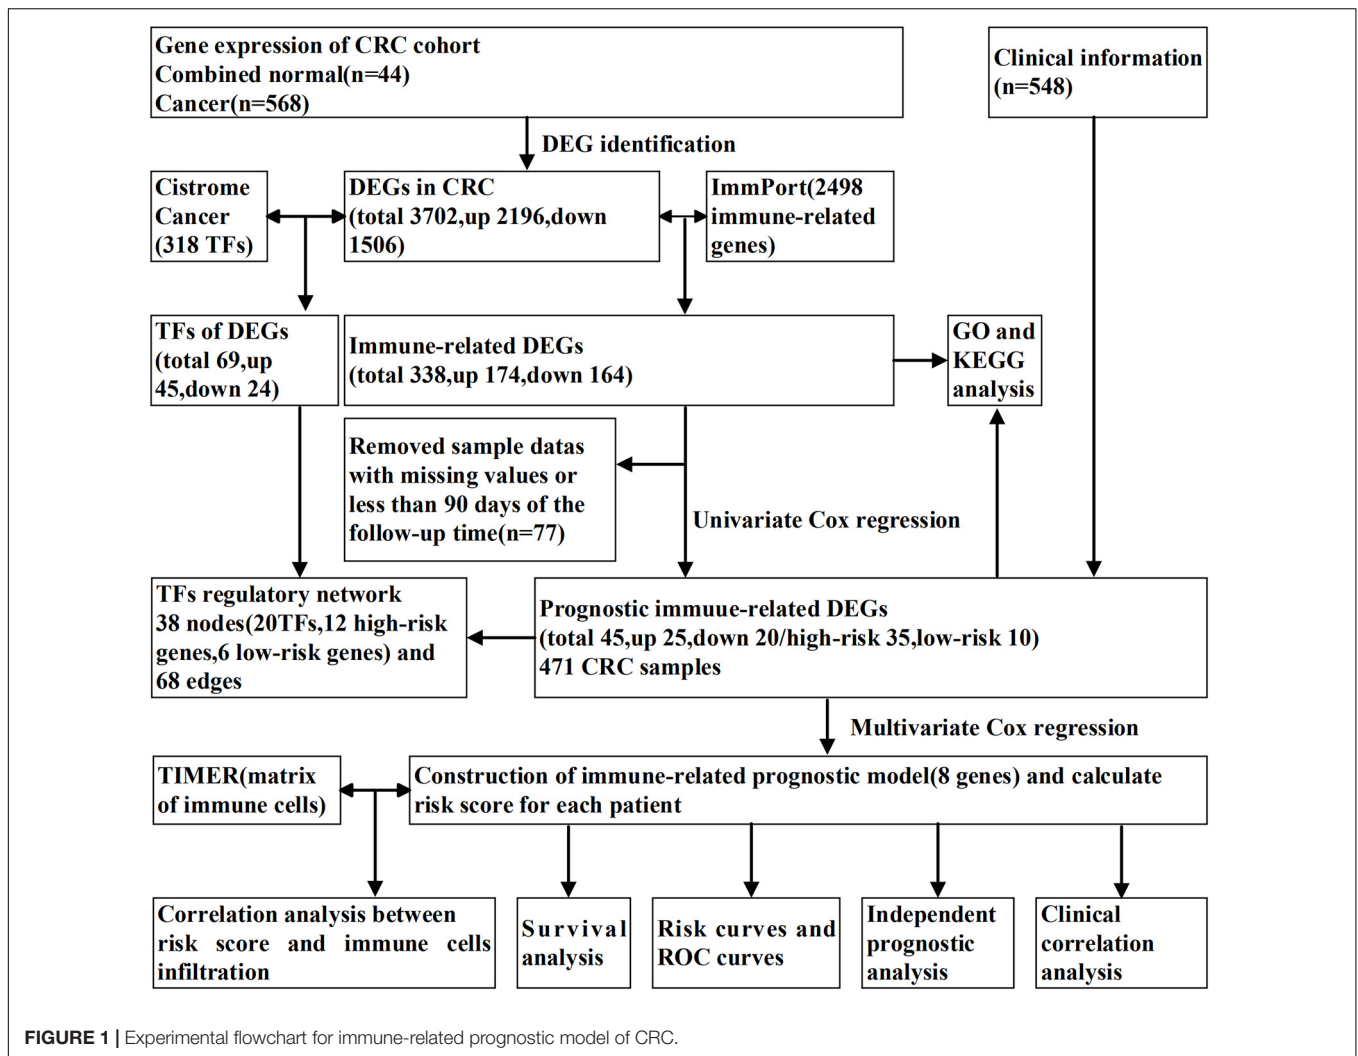 Gene expression of CRC cohort
Combined normal(n=44)
Cancer(n=568)
Clinical information
(n=548)
DEG identification
Cistrome
Cancer
(318 TFs)
DEGs in CRC
(total 3702,up 2196,down
1506)
ImmPort(2498
immune-related
genes)
TFs of DEGs
(total 69,up
45,down 24)
Immune-related DEGs
(total 338,up 174,down 164)
GO and
KEGG
analysis
Removed sample datas
with missing values or
less than 90 days of the
follow-up time(n=77)
Univariate Cox regression
TFs regulatory network
38 nodes(20TFs,12 high-risk
genes,6 low-risk genes) and
68 edges
Prognostic immuue-related DEGs
(total 45,up 25,down 20/high-risk 35,low-risk 10)
471 CRC samples
Multivariate Cox regression
TIMER(matrix
of immune cells)
Construction of immune-related prognostic model(8 genes) and calculate
risk score for each patient
Correlation analysis between
risk score and immune cells
infiltration
Survival
analysis
Risk curves and
ROC curves
Independent
prognostic
analysis
Clinical
correlation
analysis
FIGURE 1 | Experimental flowchart for immune-related prognostic model of CRC.